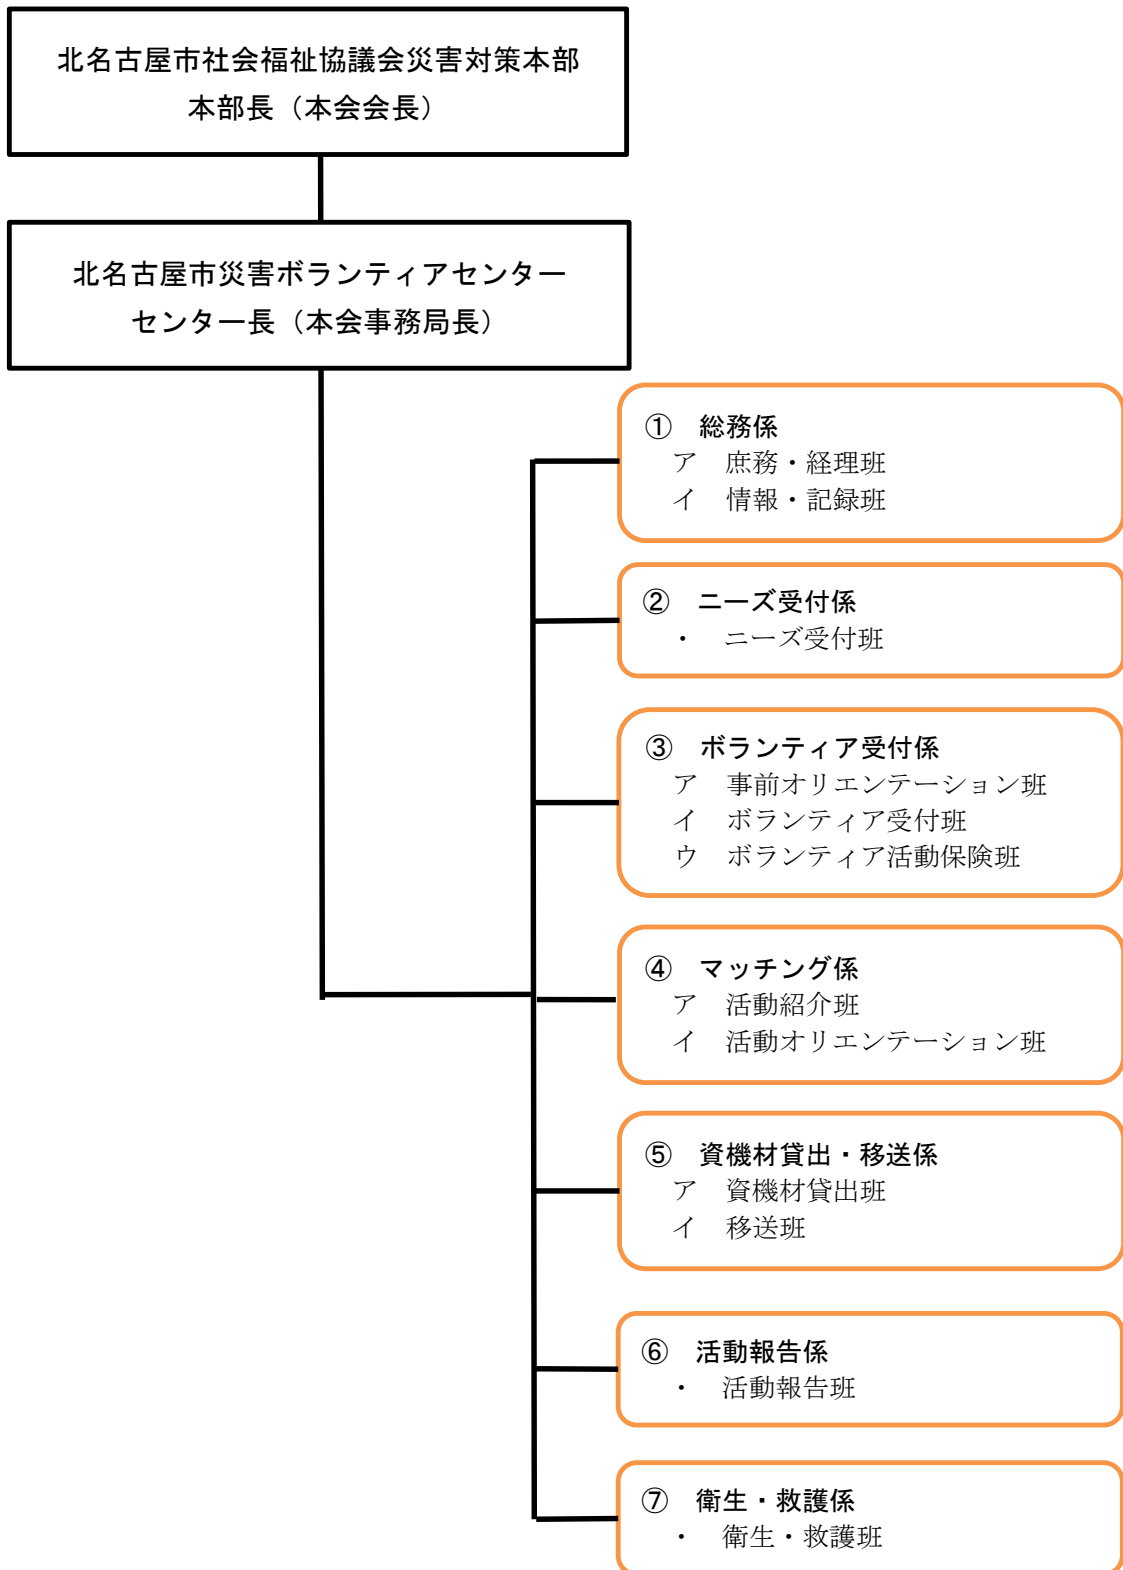 北名古屋市社会福祉協議会災害対策本部
本部長（本会会長）
北名古屋市災害ボランティアセンター
センター長（本会事務局長）
①　総務係
ア　庶務・経理班
イ　情報・記録班
②　ニーズ受付係
・　ニーズ受付班
③　ボランティア受付係
ア　事前オリエンテーション班
イ　ボランティア受付班
ウ　ボランティア活動保険班
④　マッチング係
ア　活動紹介班
イ　活動オリエンテーション班
⑤　資機材貸出・移送係
ア　資機材貸出班
イ　移送班
⑥　活動報告係
・　活動報告班
⑦　衛生・救護係
・　衛生・救護班